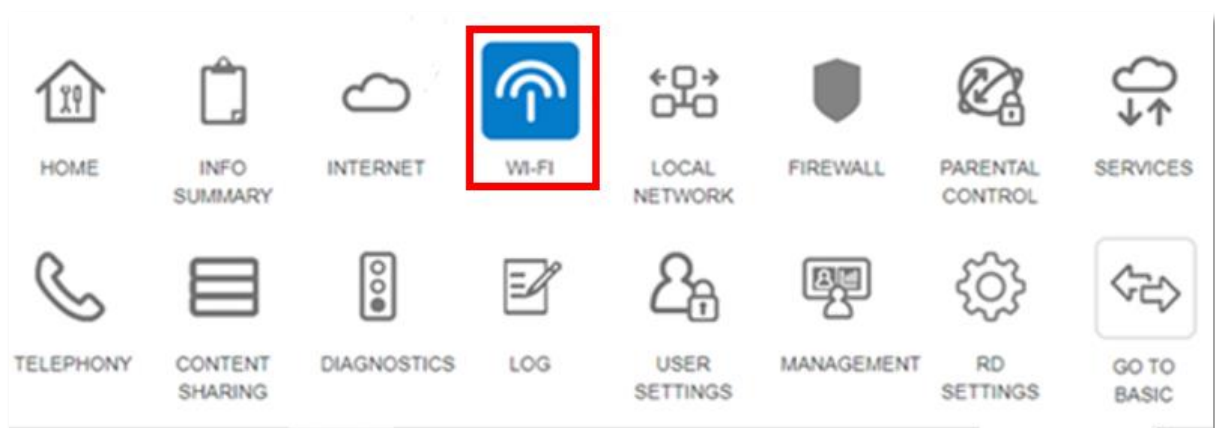 HOME
INFO
SUMMARY
INTERNET
WI-FI
LOCAL
NETWORK
FIREWALL
PARENTAL
CONTROL
SERVICES
TELEPHONY
CONTENT
SHARING
DIAGNOSTICS
LOG
USER
SETTINGS
MANAGEMENT
RD
SETTINGS
GO TO
BASIC